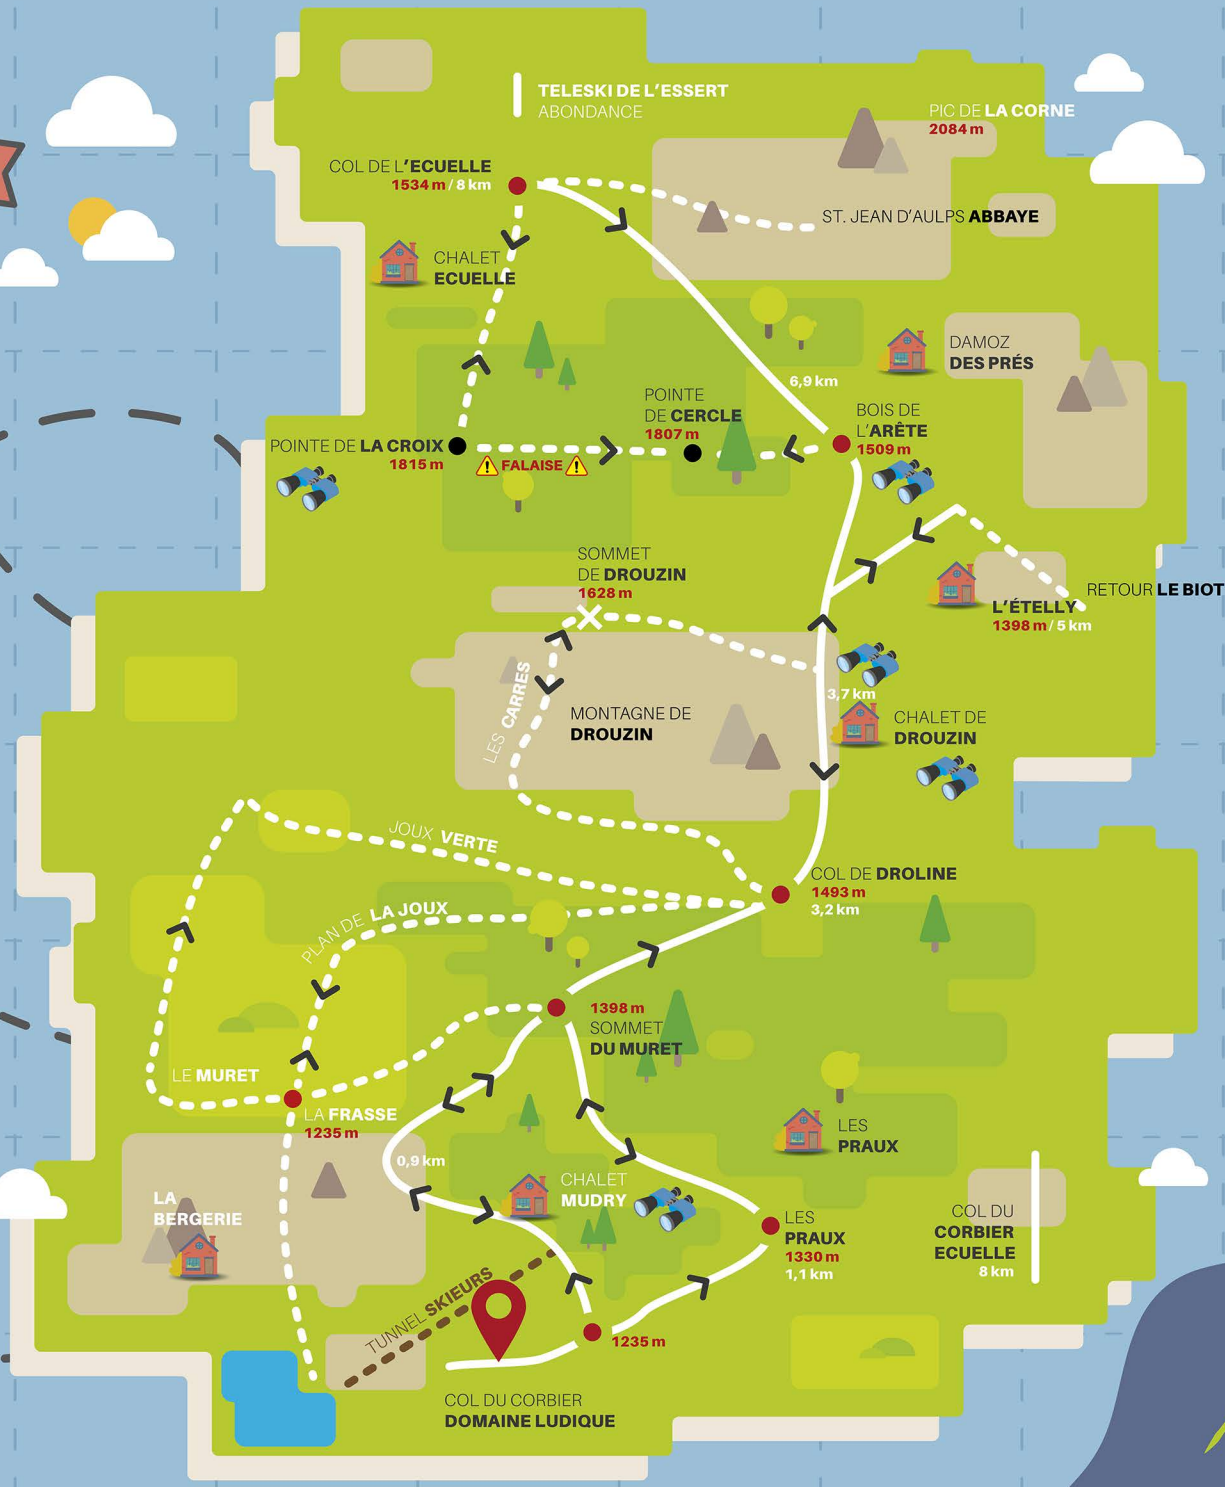 TELESKI DE L'ESSERT
ABONDANCE
PIC DE LA CORNE
2084 m
COL DE L'ECUELLE
1534 m / 8 km
ST. JEAN D'AULPS ABBAYE
CHALET
ECUELLE
DAMOZ
DES PRÉS
6,9 km
POINTE
DE CERCLE
1807 m
BOIS DE
L'ARÊTE
1509 m
POINTE DE LA CROIX
1815 m
FALAISE
SOMMET
DE DROUZIN
1628 m
RETOUR LE BIOT
L'ÉTELLY
1398 m / 5 km
LES CARRES
3,7 km
MONTAGNE DE
DROUZIN
CHALET DE
DROUZIN
JOUX VERTE
COL DE DROLINE
1493 m
3,2 km
PLAN DE LA JOUX
1398 m
SOMMET
DU MURET
LE MURET
LA FRASSE
1235 m
0,9 km
LES
PRAUX
CHALET
MUDRY
LA
BERGERIE
LES
PRAUX
1330 m
1,1 km
COL DU
CORBIER
ECUELLE
8 km
TUNNEL SKIEURS
1235 m
COL DU CORBIER
DOMAINE LUDIQUE